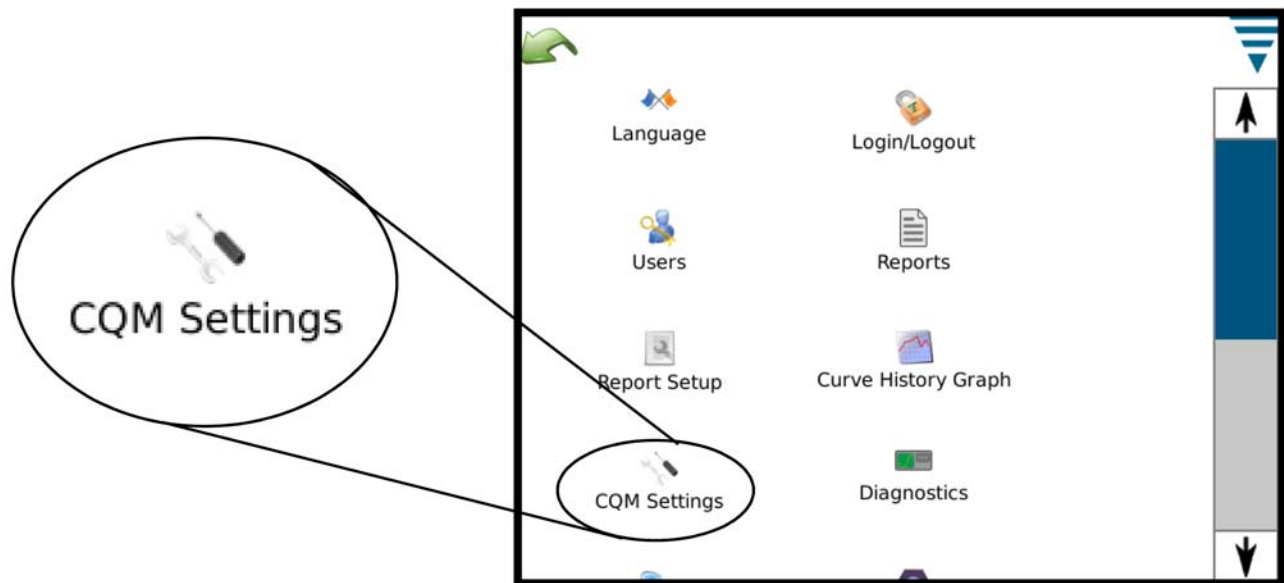 Language
Login/Logout
Users
Reports
CQM Settings
Report Setup
Curve History Graph
CQM Settings
Diagnostics